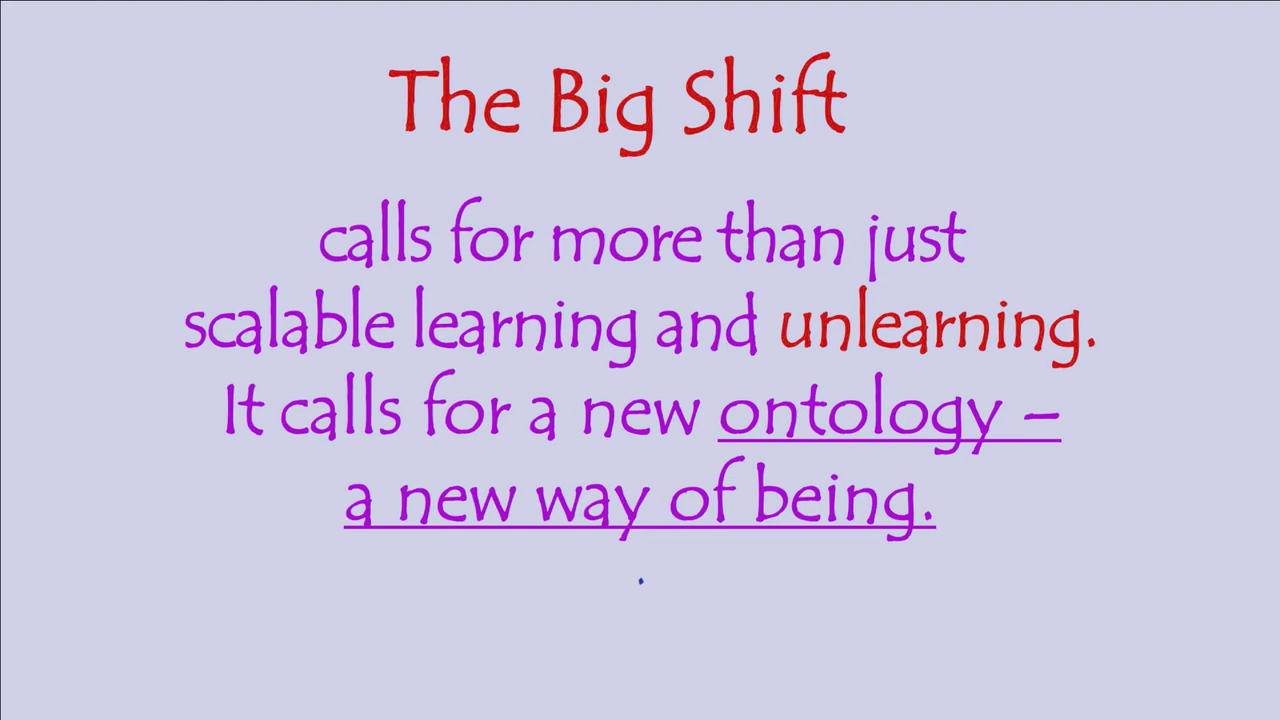 The Big Shift
calls for more than just
scalable learning and unlearning.
It calls for a new ontology –
a new way of being.
.